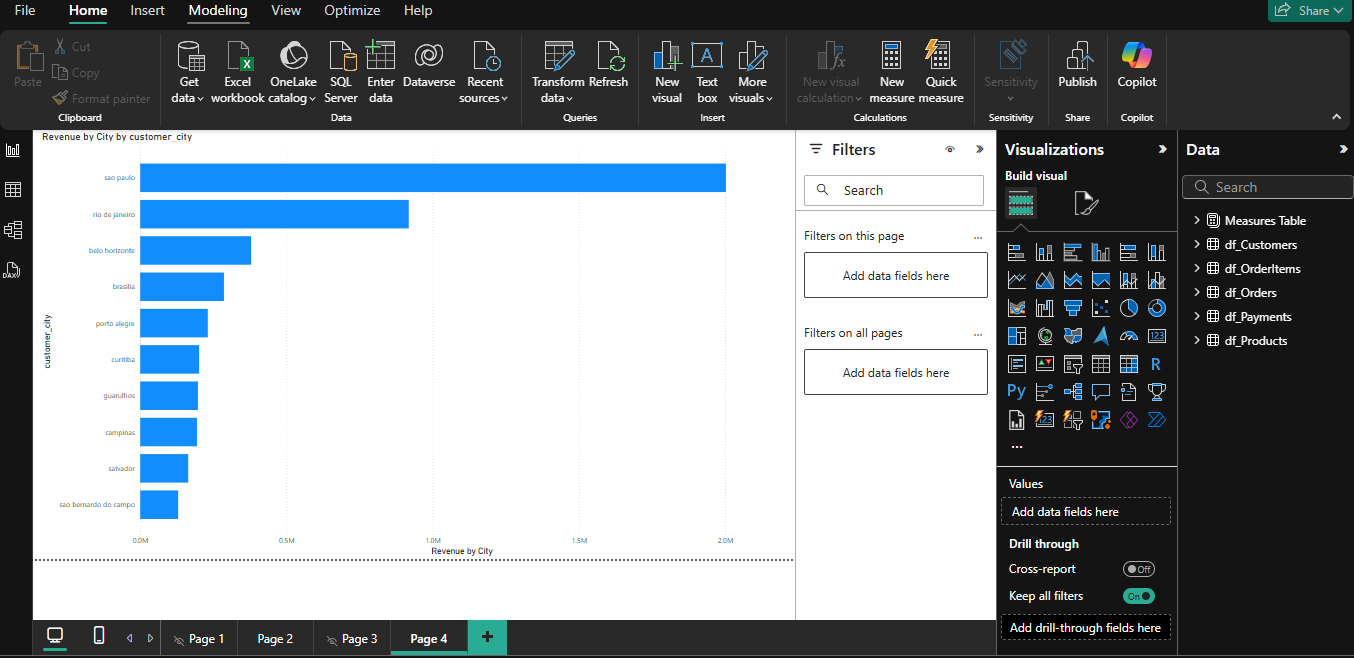 File Home Insert Modeling View Optimize Help
Share
Paste
Cut
Copy
Format painter
Clipboard
Get data
Excel workbook
OneLake catalog
SQL Server
Enter data
Dataverse
Recent sources
Data
Transform data
Refresh
Queries
New visual
Text box
More visuals
Insert
New visual calculation
New measure
Quick measure
Calculations
Sensitivity
Sensitivity
Publish
Share
Copilot
Copilot
DAX
Revenue by City by customer_city
customer_city
sao paulo
rio de janeiro
belo horizonte
brasilia
porto alegre
curitiba
guarulhos
campinas
salvador
sao bernardo do campo
0.0M 0.5M 1.0M 1.5M 2.0M
Revenue by City
Filters
Search
Filters on this page ...
Add data fields here
Filters on all pages ...
Add data fields here
Visualizations
Build visual
123
R
Py
123
...
Values
Add data fields here
Drill through
Cross-report Off
Keep all filters On
Add drill-through fields here
Data
Search
Measures Table
df_Customers
df_OrderItems
df_Orders
df_Payments
df_Products
Page 1 Page 2 Page 3 Page 4 +